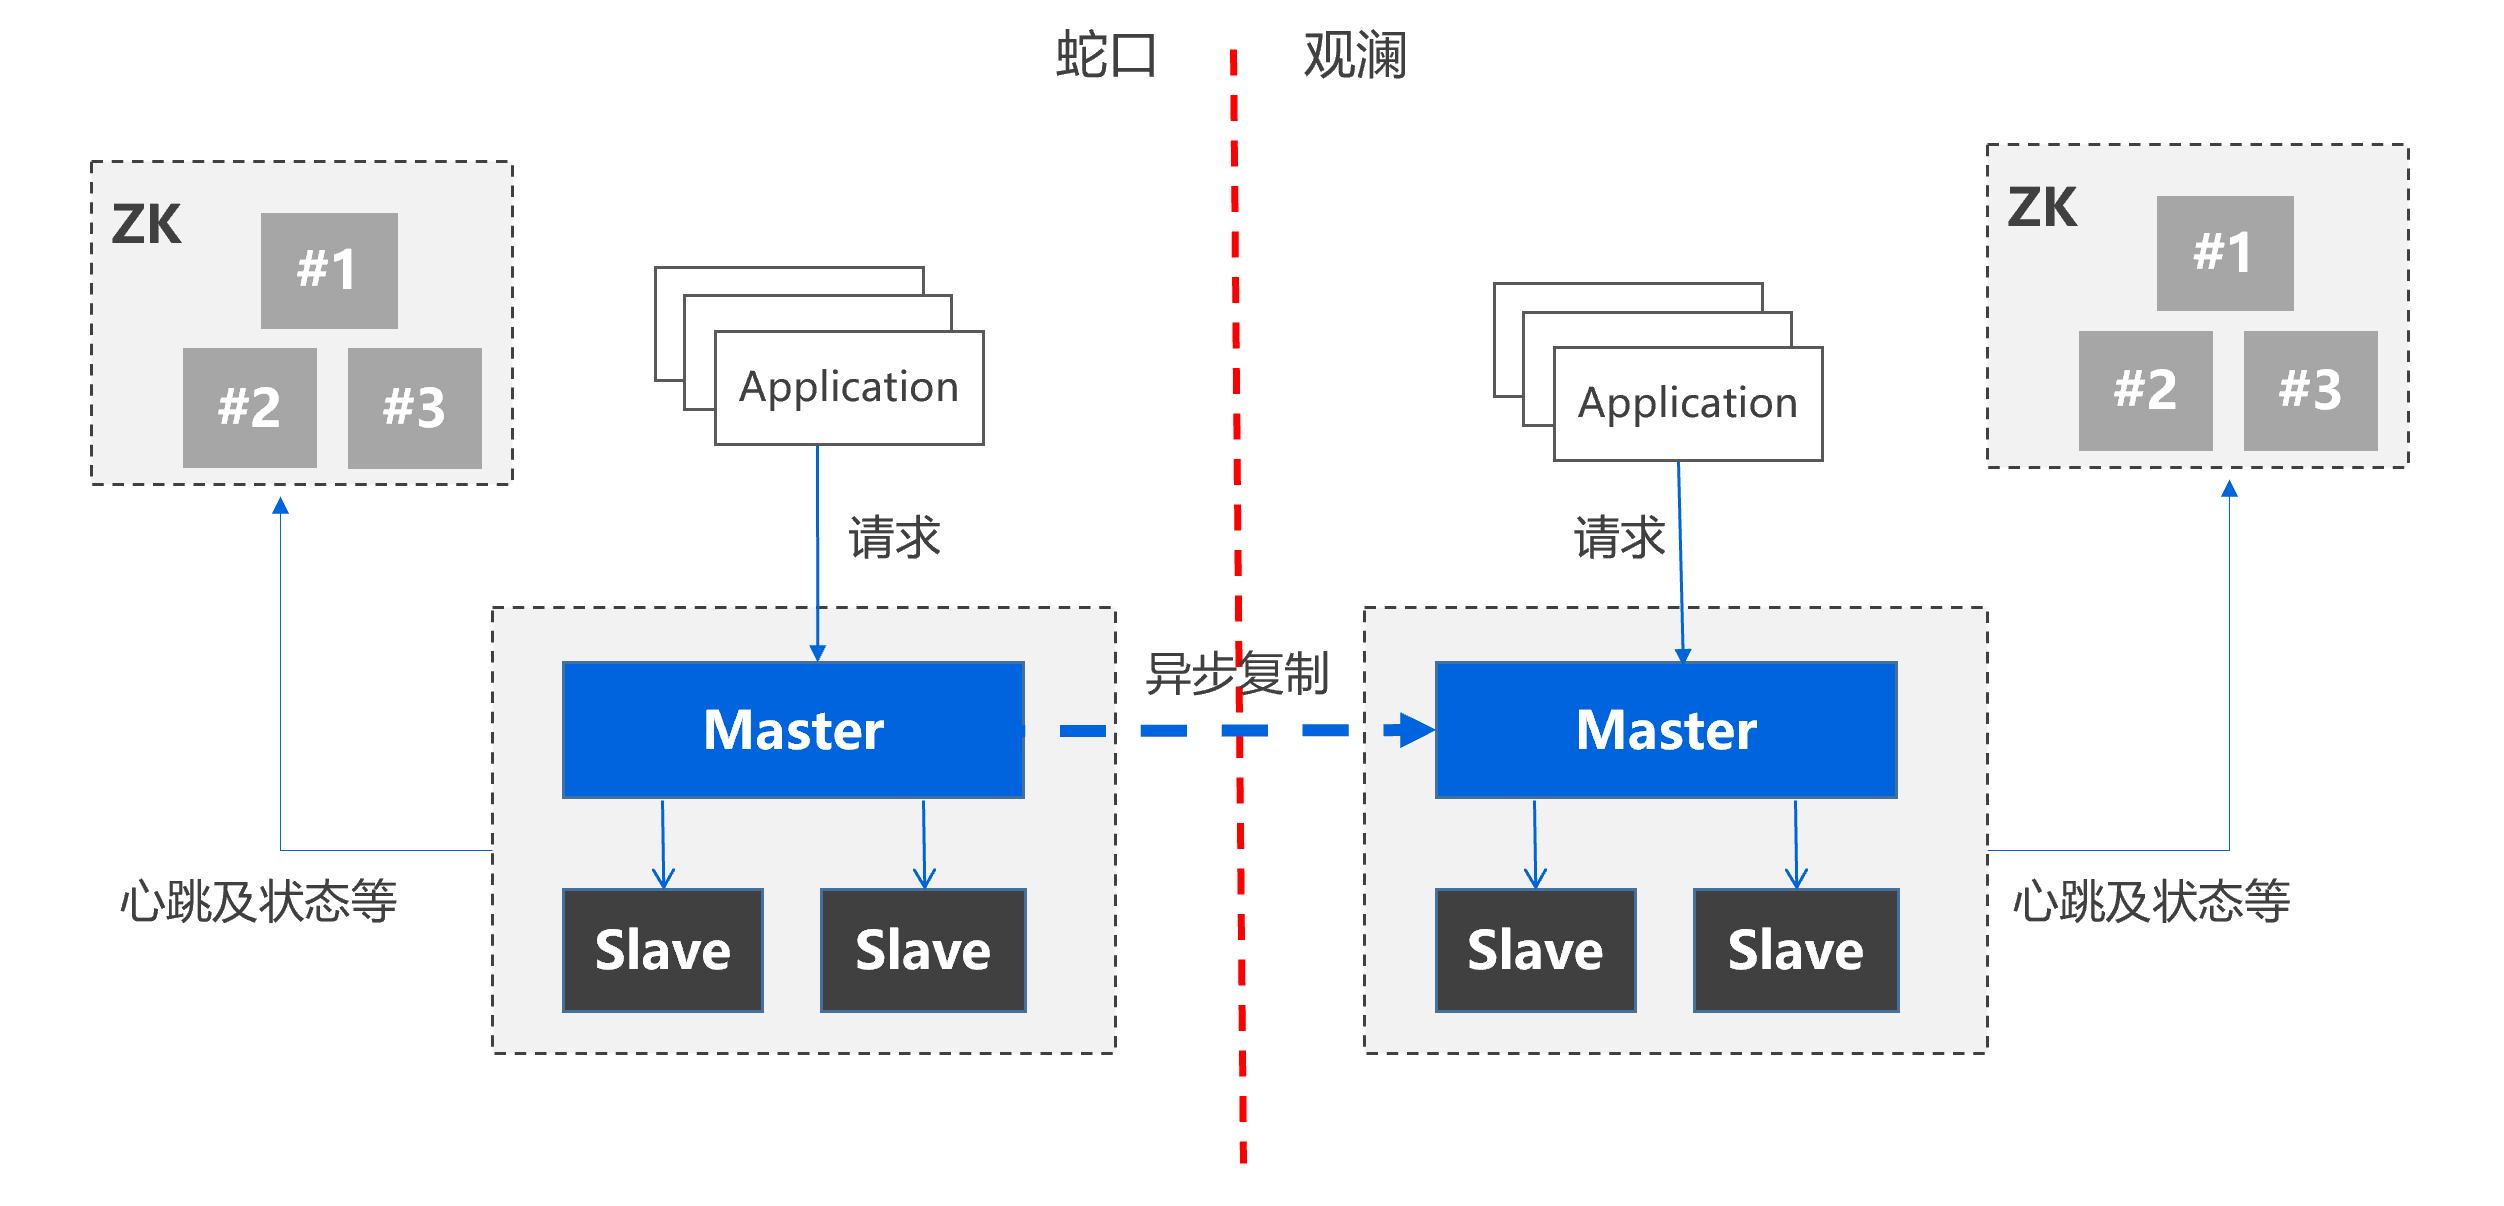 蛇口
观澜
ZK
#1
#2
#3
Application
请求
Master
Slave
Slave
心跳及状态等
异步复制
ZK
#1
#2
#3
Application
请求
Master
Slave
Slave
心跳及状态等